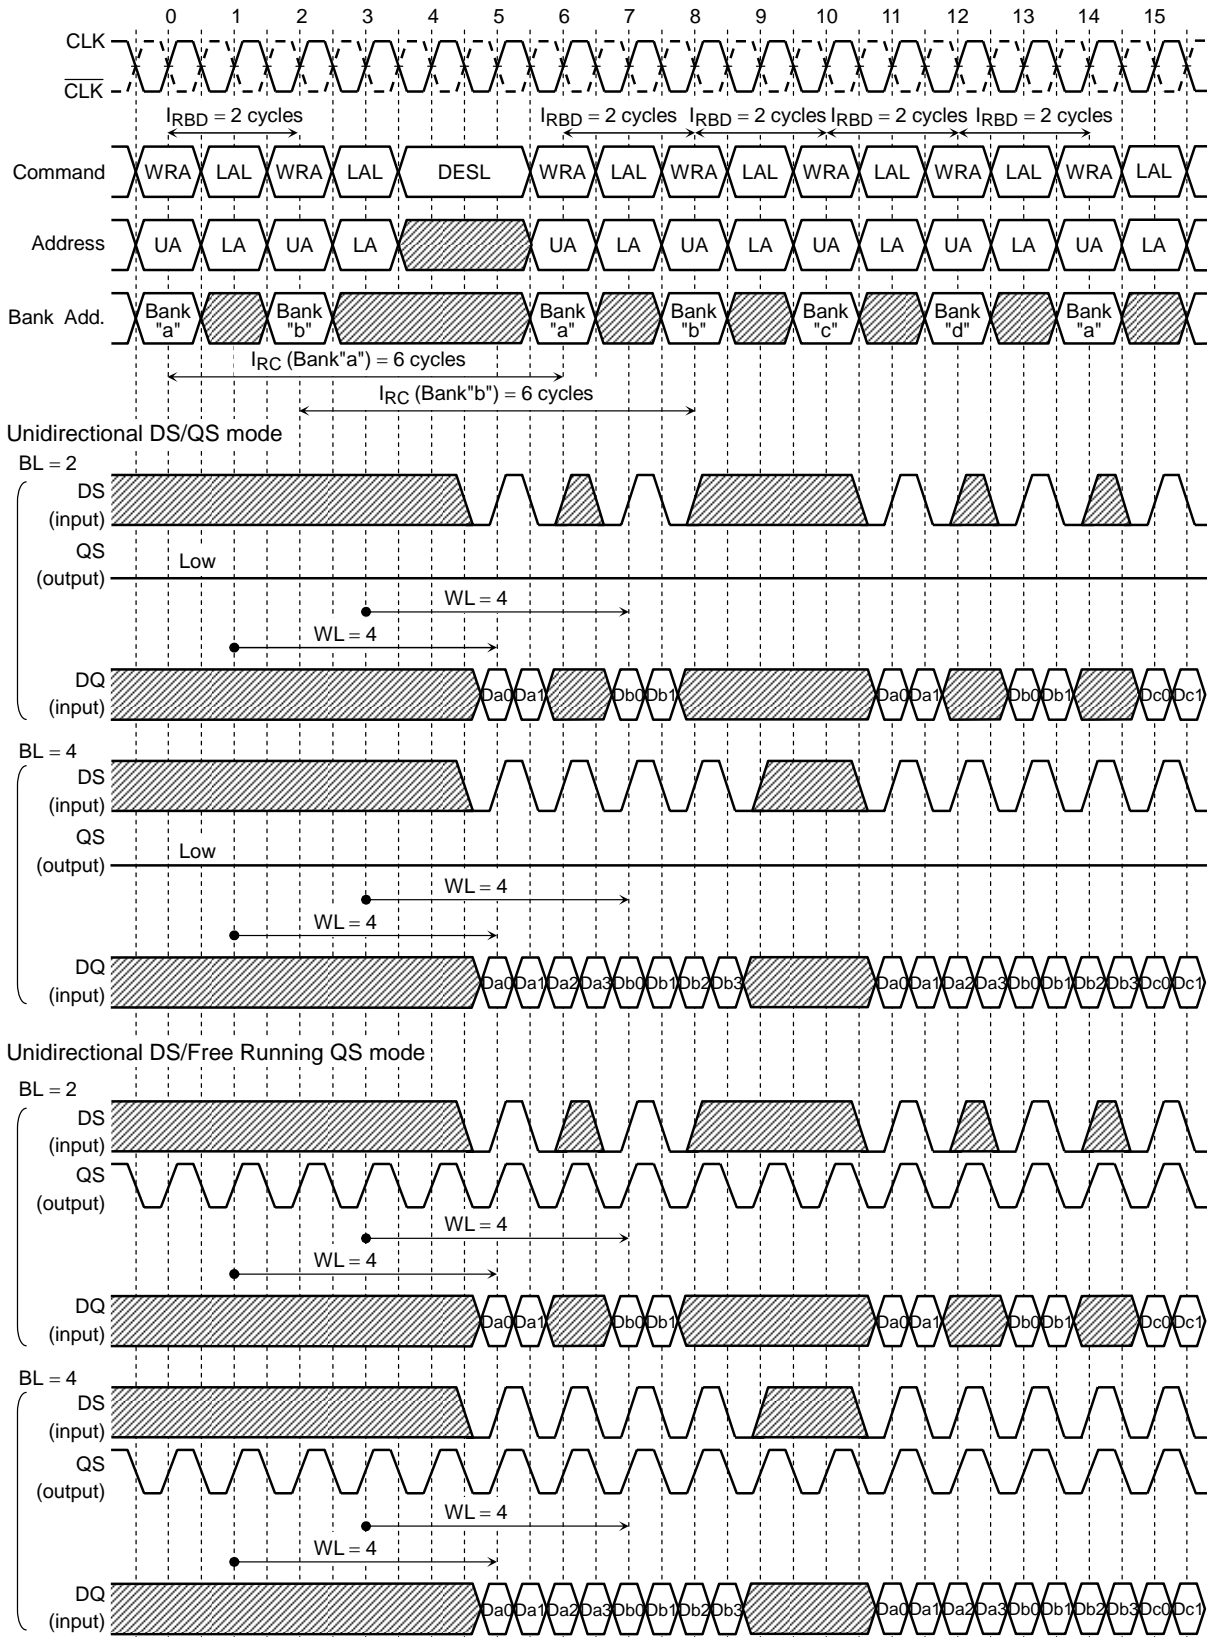 0 1 2 3 4 5 6 7 8 9 10 11 12 13 14 15
CLK
CLK
IRBD = 2 cycles IRBD = 2 cycles IRBD = 2 cycles IRBD = 2 cycles IRBD = 2 cycles
Command WRA LAL WRA LAL DESL WRA LAL WRA LAL WRA LAL WRA LAL WRA LAL
Address UA LA UA LA UA LA UA LA UA LA UA LA UA LA
Bank Add. Bank "a" Bank "b" Bank "a" Bank "b" Bank "c" Bank "d" Bank "a"
IRC (Bank"a") = 6 cycles
IRC (Bank"b") = 6 cycles
Unidirectional DS/QS mode
BL = 2
DS
(input)
QS
(output)
Low
WL = 4
WL = 4
DQ
(input)
Da0 Da1 Db0 Db1 Da0 Da1 Db0 Db1 Dc0 Dc1
BL = 4
DS
(input)
QS
(output)
Low
WL = 4
WL = 4
DQ
(input)
Da0 Da1 Da2 Da3 Db0 Db1 Db2 Db3 Da0 Da1 Da2 Da3 Db0 Db1 Db2 Db3 Dc0 Dc1
Unidirectional DS/Free Running QS mode
BL = 2
DS
(input)
QS
(output)
WL = 4
WL = 4
DQ
(input)
Da0 Da1 Db0 Db1 Da0 Da1 Db0 Db1 Dc0 Dc1
BL = 4
DS
(input)
QS
(output)
WL = 4
WL = 4
DQ
(input)
Da0 Da1 Da2 Da3 Db0 Db1 Db2 Db3 Da0 Da1 Da2 Da3 Db0 Db1 Db2 Db3 Dc0 Dc1